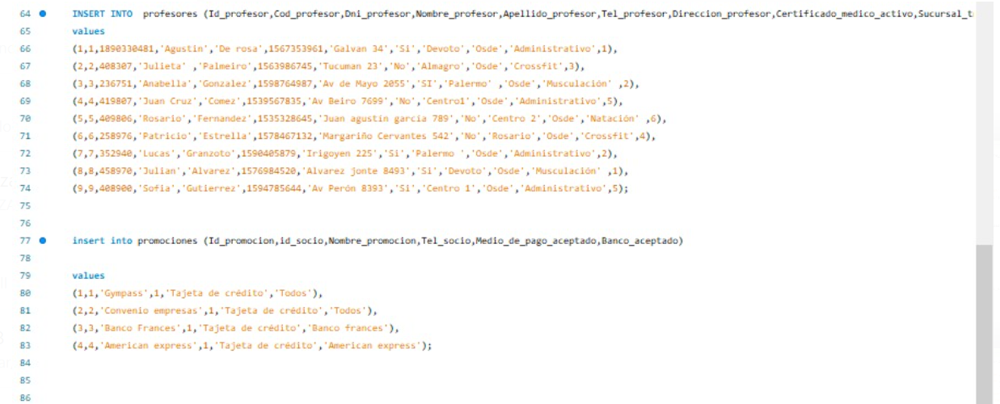 64 INSERT INTO profesores (Id_profesor,Cod_profesor,Dni_profesor,Nombre_profesor,Apellido_profesor,Tel_profesor,Direccion_profesor,Certificado_medico_activo,Sucursal_t
65 values
66 (1,1,1890330481,'Agustin','De rosa',1567353961,'Galvan 34','Si','Devoto','Osde','Administrativo',1),
67 (2,2,408307,'Julieta' ,'Palmeiro',1563986745,'Tucuman 23','No','Almagro','Osde','Crossfit',3),
68 (3,3,236751,'Anabella','Gonzalez',1598764987,'Av de Mayo 2055','SI','Palermo' ,'Osde','Musculación' ,2),
69 (4,4,419807,'Juan Cruz','Comez',1539567835,'Av Beiro 7699','No','Centro1','Osde','Administrativo',5),
70 (5,5,409806,'Rosario','Fernandez',1535328645,'Juan agustin garcia 789','No','Centro 2','Osde','Natación' ,6),
71 (6,6,258976,'Patricio','Estrella',1578467132,'Margariño Cervantes 542','No','Rosario','Osde','Crossfit',4),
72 (7,7,352940,'Lucas','Granzoto',1590405879,'Irigoyen 225','Si','Palermo ','Osde','Administrativo',2),
73 (8,8,458970,'Julian','Alvarez',1576984520,'Alvarez jonte 8493','Si','Devoto','Osde','Musculación' ,1),
74 (9,9,408900,'Sofia','Gutierrez',1594785644,'Av Perón 8393','Si','Centro 1','Osde','Administrativo',5);
75
76
77 insert into promociones (Id_promocion,id_socio,Nombre_promocion,Tel_socio,Medio_de_pago_aceptado,Banco_aceptado)
78
79 values
80 (1,1,'Gympass',1,'Tajeta de crédito','Todos'),
81 (2,2,'Convenio empresas',1,'Tajeta de crédito','Todos'),
82 (3,3,'Banco Frances',1,'Tajeta de crédito','Banco frances'),
83 (4,4,'American express',1,'Tajeta de crédito','American express');
84
85
86